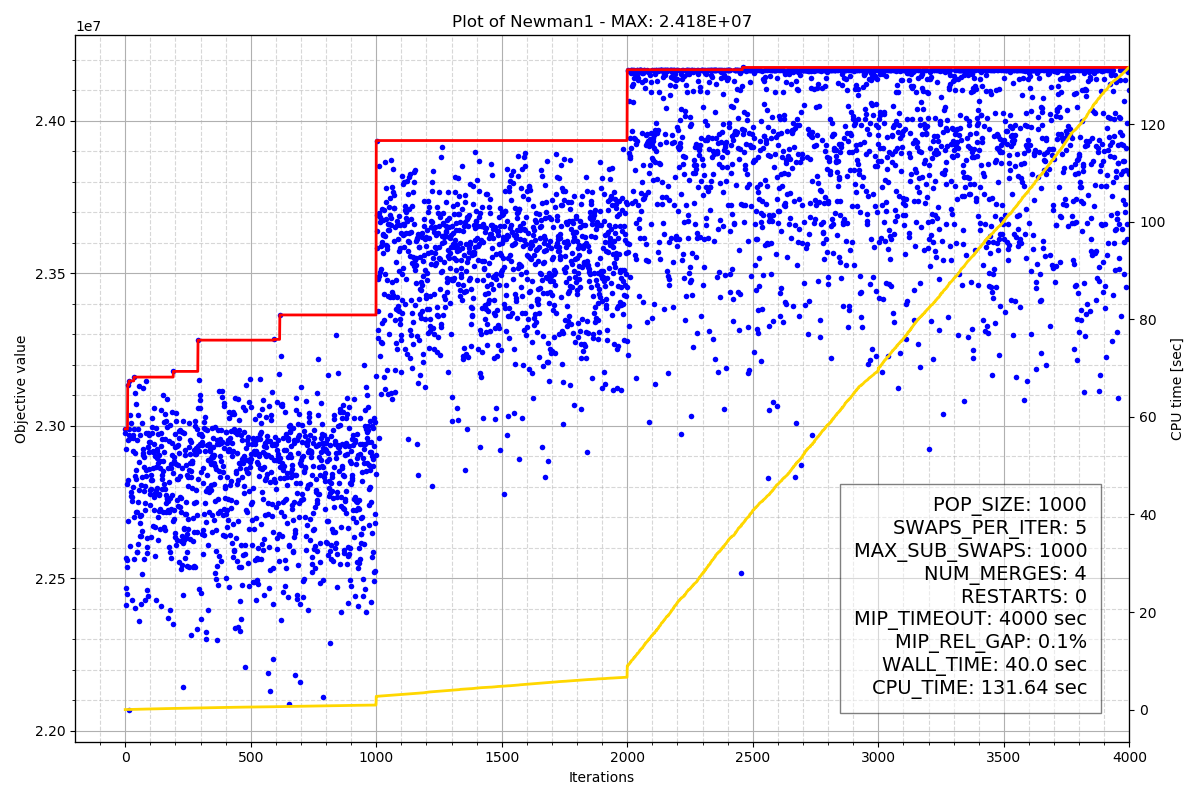 Plot of Newman1 - MAX: 2.418E+07
1e7
2.40
2.35
2.30
2.25
2.20
Objective value
120
100
80
60
40
20
0
CPU time [sec]
POP_SIZE: 1000
SWAPS_PER_ITER: 5
MAX_SUB_SWAPS: 1000
NUM_MERGES: 4
RESTARTS: 0
MIP_TIMEOUT: 4000 sec
MIP_REL_GAP: 0.1%
WALL_TIME: 40.0 sec
CPU_TIME: 131.64 sec
0 500 1000 1500 2000 2500 3000 3500 4000
Iterations